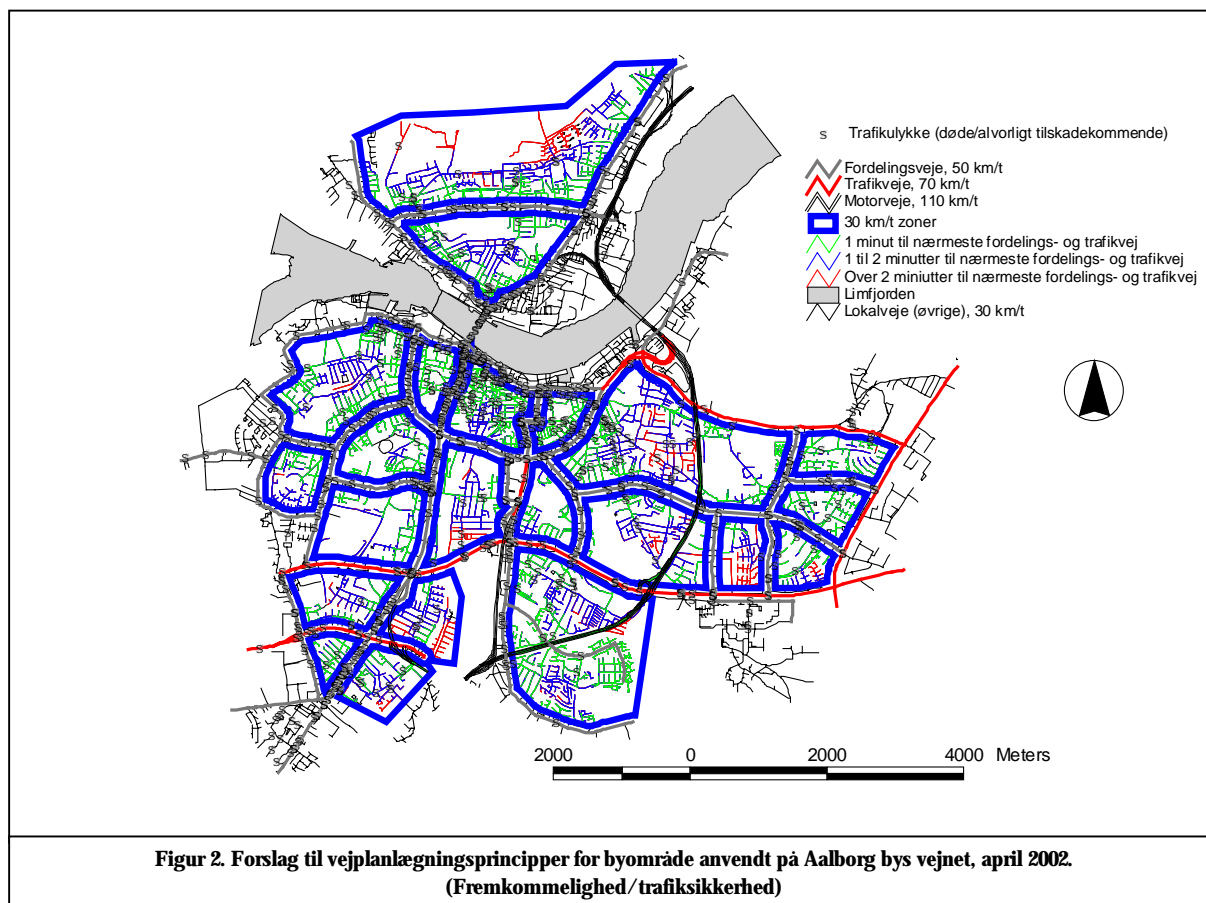 s Trafikulykke (døde/alvorligt tilskadekommende)
Fordelingsveje, 50 km/t
Trafikveje, 70 km/t
Motorveje, 110 km/t
30 km/t zoner
1 minut til nærmeste fordelings- og trafikvej
1 til 2 minutter til nærmeste fordelings- og trafikvej
Over 2 miniutter til nærmeste fordelings- og trafikvej
Limfjorden
Lokalveje (øvrige), 30 km/t
2000 0 2000 4000 Meters
Figur 2. Forslag til vejplanlægningsprincipper for byområde anvendt på Aalborg bys vejnet, april 2002.
(Fremkommelighed/trafiksikkerhed)